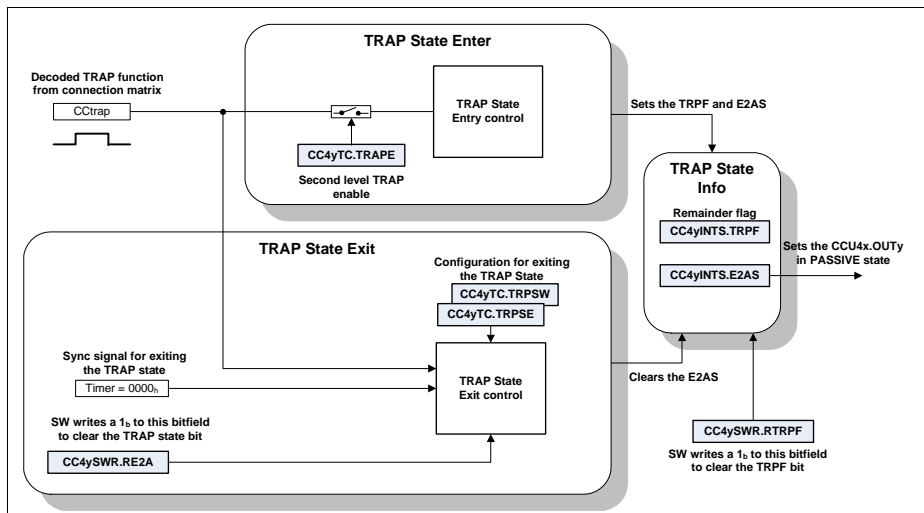 TRAP State Enter
Decoded TRAP function
from connection matrix
CCtrap
TRAP State
Entry control
CC4yTC.TRAPE
Second level TRAP
enable
Sets the TRPF and E2AS
TRAP State
Info
Remainder flag
CC4yINTS.TRPF
CC4yINTS.E2AS
Sets the CCU4x.OUTy
in PASSIVE state
TRAP State Exit
Configuration for exiting
the TRAP State
CC4yTC.TRPSW
CC4yTC.TRPSE
Sync signal for exiting
the TRAP state
Timer = 0000h
TRAP State
Exit control
Clears the E2AS
SW writes a 1b to this bitfield
to clear the TRAP state bit
CC4ySWR.RE2A
CC4ySWR.RTRPF
SW writes a 1b to this bitfield
to clear the TRPF bit